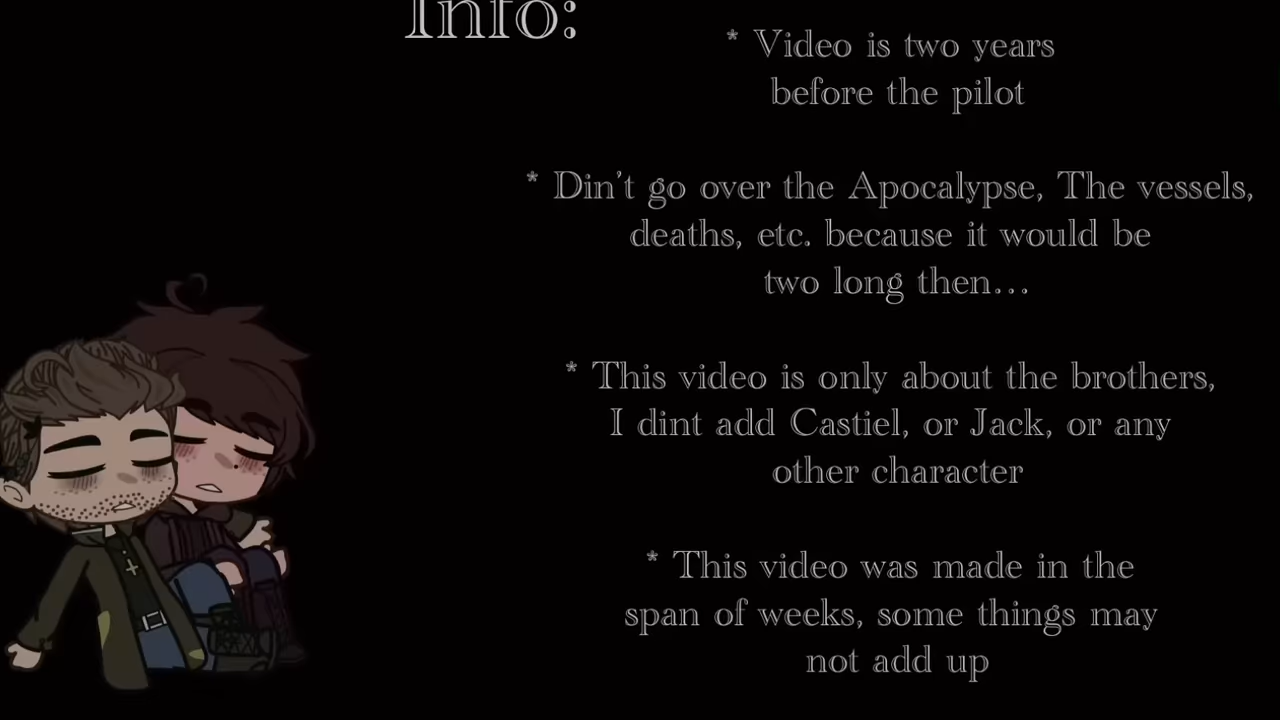 Info:
* Video is two years
before the pilot
* Din't go over the Apocalypse, The vessels,
deaths, etc. because it would be
two long then...
* This video is only about the brothers,
I dint add Castiel, or Jack, or any
other character
* This video was made in the
span of weeks, some things may
not add up